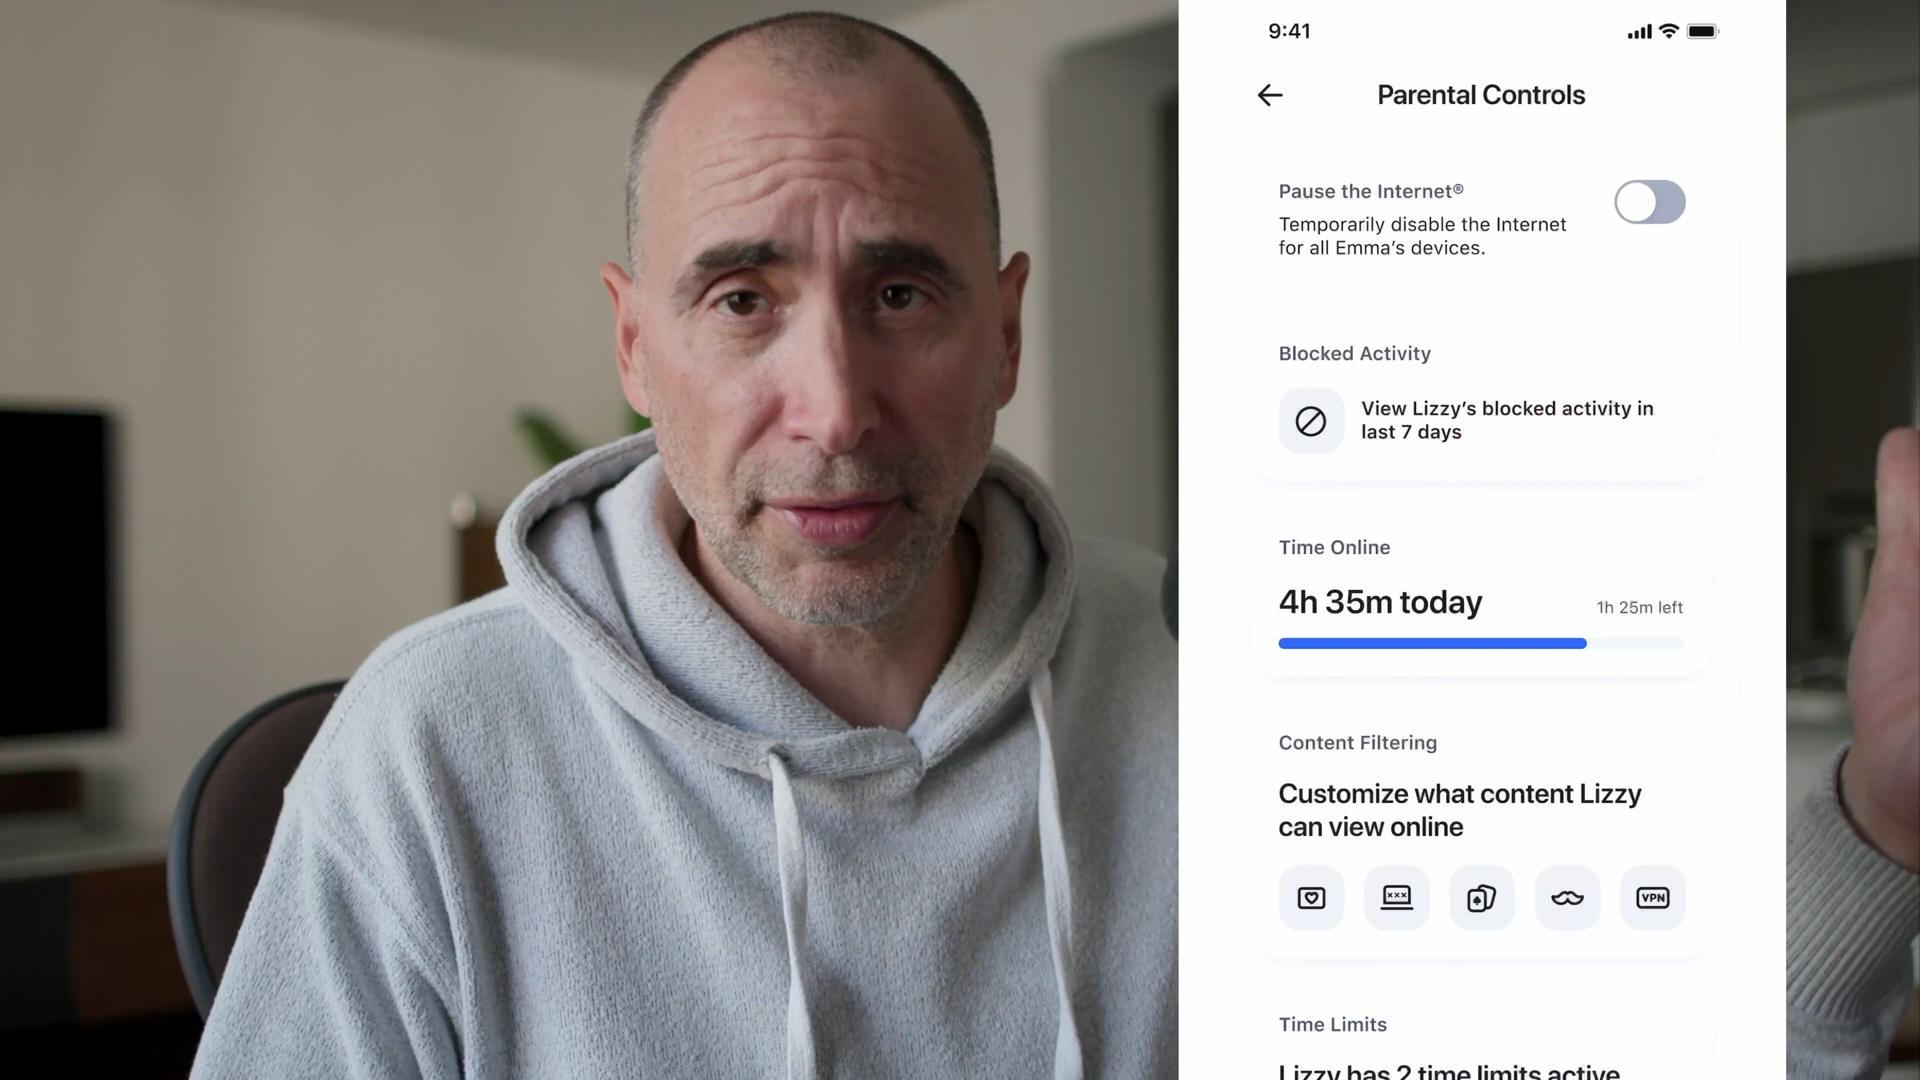 9:41
Parental Controls
Pause the Internet®
Temporarily disable the Internet
for all Emma's devices.
Blocked Activity
View Lizzy's blocked activity in
last 7 days
Time Online
4h 35m today
1h 25m left
Content Filtering
Customize what content Lizzy
can view online
XXX
VPN
Time Limits
Lizzy has 2 time limits active